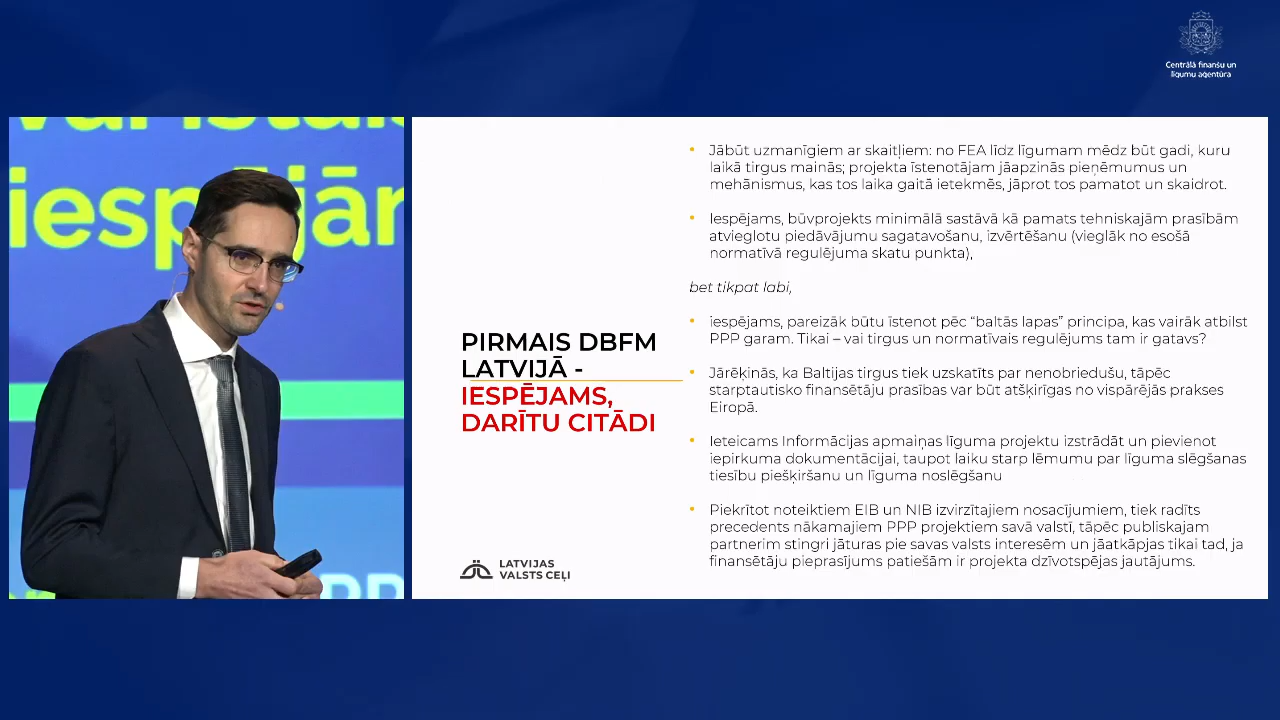 Centrālā finanšu un
līgumu aģentūra
iespējām
PIRMAIS DBFM
LATVIJĀ -
IESPĒJAMS,
DARĪTU CITĀDI
LATVIJAS
VALSTS CEĻI
• Jābūt uzmanīgiem ar skaitļiem: no FEA līdz līgumam mēdz būt gadi, kuru
laikā tirgus mainās; projekta īstenotājam jāapzinās pieņēmumus un
mehānismus, kas tos laika gaitā ietekmēs, jāprot tos pamatot un skaidrot.
• Iespējams, būvprojekts minimālā sastāvā kā pamats tehniskajām prasībām
atvieglotu piedāvājumu sagatavošanu, izvērtēšanu (vieglāk no esošā
normatīvā regulējuma skatu punkta),
bet tikpat labi,
• iespējams, pareizāk būtu īstenot pēc “baltās lapas” principa, kas vairāk atbilst
PPP garam. Tikai – vai tirgus un normatīvais regulējums tam ir gatavs?
• Jārēķinās, ka Baltijas tirgus tiek uzskatīts par nenobriedušu, tāpēc
starptautisko finansētāju prasības var būt atšķirīgas no vispārējās prakses
Eiropā.
• Ieteicams Informācijas apmaiņas līguma projektu izstrādāt un pievienot
iepirkuma dokumentācijai, taupot laiku starp lēmumu par līguma slēgšanas
tiesību piešķiršanu un līguma noslēgšanu
• Piekrītot noteiktiem EIB un NIB izvirzītajiem nosacījumiem, tiek radīts
precedents nākamajiem PPP projektiem savā valstī, tāpēc publiskajam
partnerim stingri jāturas pie savas valsts interesēm un jāatkāpjas tikai tad, ja
finansētāju pieprasījums patiešām ir projekta dzīvotspējas jautājums.